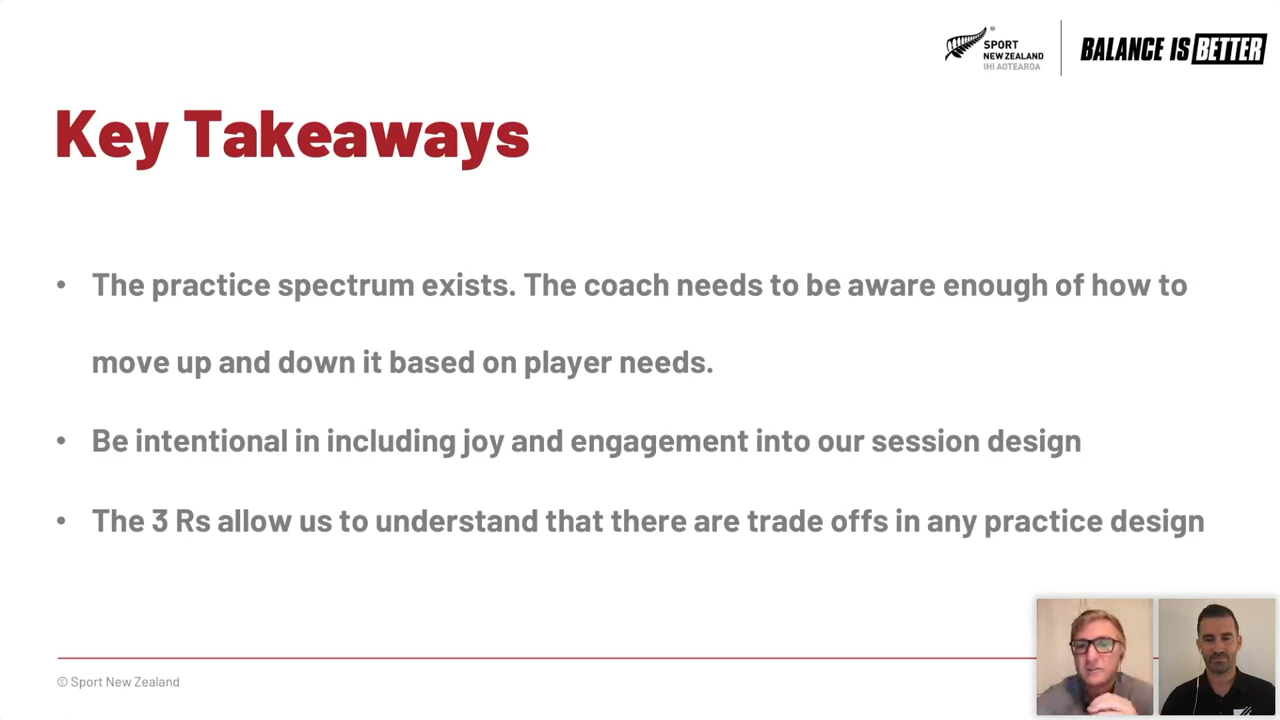 SPORT
NEW ZEALAND
IHI AOTEAROA
BALANCE IS BETTER
Key Takeaways
• The practice spectrum exists. The coach needs to be aware enough of how to
move up and down it based on player needs.
• Be intentional in including joy and engagement into our session design
• The 3 Rs allow us to understand that there are trade offs in any practice design
© Sport New Zealand